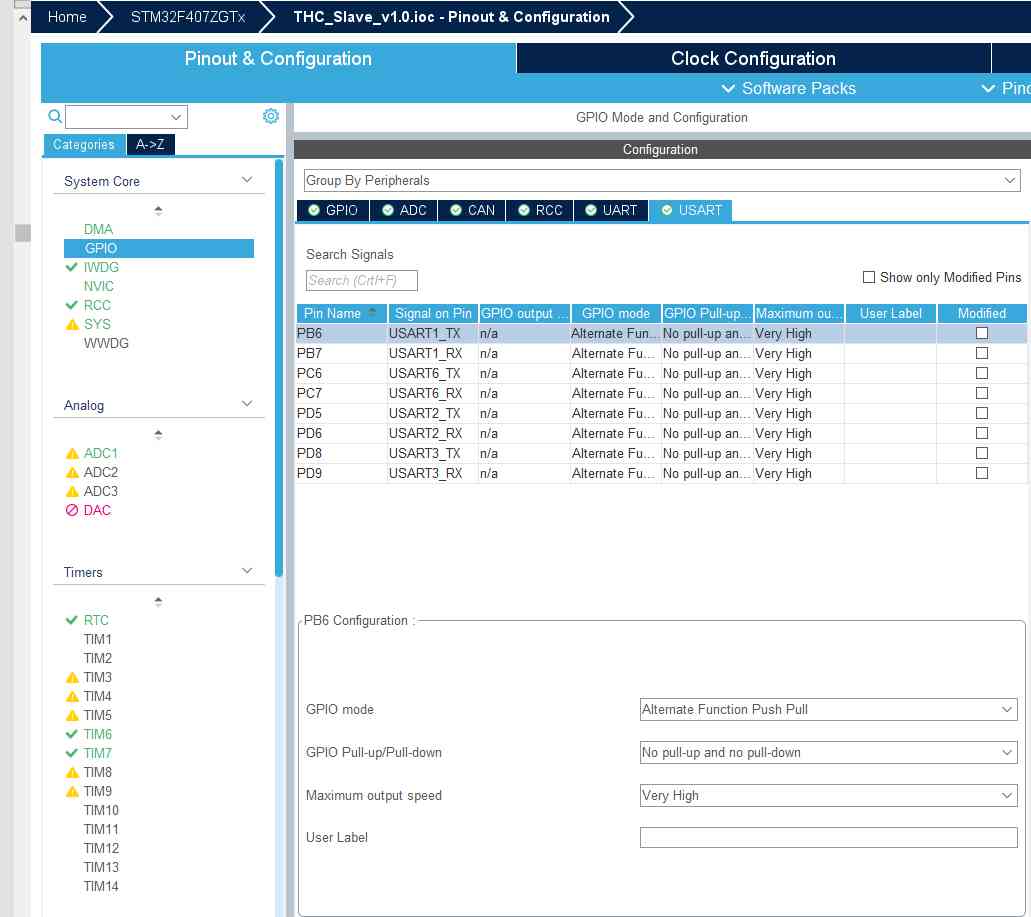 Home STM32F407ZGTx THC_Slave_v1.0.ioc - Pinout & Configuration
Pinout & Configuration Clock Configuration
Software Packs Pino
GPIO Mode and Configuration
Categories A->Z
Configuration
Group By Peripherals
GPIO ADC CAN RCC UART USART
System Core
DMA
GPIO
IWDG
NVIC
RCC
SYS
WWDG
Analog
ADC1
ADC2
ADC3
DAC
Timers
RTC
TIM1
TIM2
TIM3
TIM4
TIM5
TIM6
TIM7
TIM8
TIM9
TIM10
TIM11
TIM12
TIM13
TIM14
Search Signals
Search (CrtI+F)
Show only Modified Pins
Pin Name Signal on Pin GPIO output ... GPIO mode GPIO Pull-up... Maximum ou... User Label Modified
PB6 USART1_TX n/a Alternate Fun... No pull-up an... Very High
PB7 USART1_RX n/a Alternate Fu... No pull-up an... Very High
PC6 USART6_TX n/a Alternate Fu... No pull-up an... Very High
PC7 USART6_RX n/a Alternate Fu... No pull-up an... Very High
PD5 USART2_TX n/a Alternate Fu... No pull-up an... Very High
PD6 USART2_RX n/a Alternate Fu... No pull-up an... Very High
PD8 USART3_TX n/a Alternate Fu... No pull-up an... Very High
PD9 USART3_RX n/a Alternate Fu... No pull-up an... Very High
PB6 Configuration :
GPIO mode Alternate Function Push Pull
GPIO Pull-up/Pull-down No pull-up and no pull-down
Maximum output speed Very High
User Label